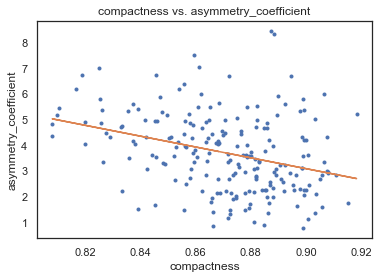 compactness vs. asymmetry_coefficient
8
7
6
5
4
3
2
1
asymmetry_coefficient
0.82 0.84 0.86 0.88 0.90 0.92
compactness